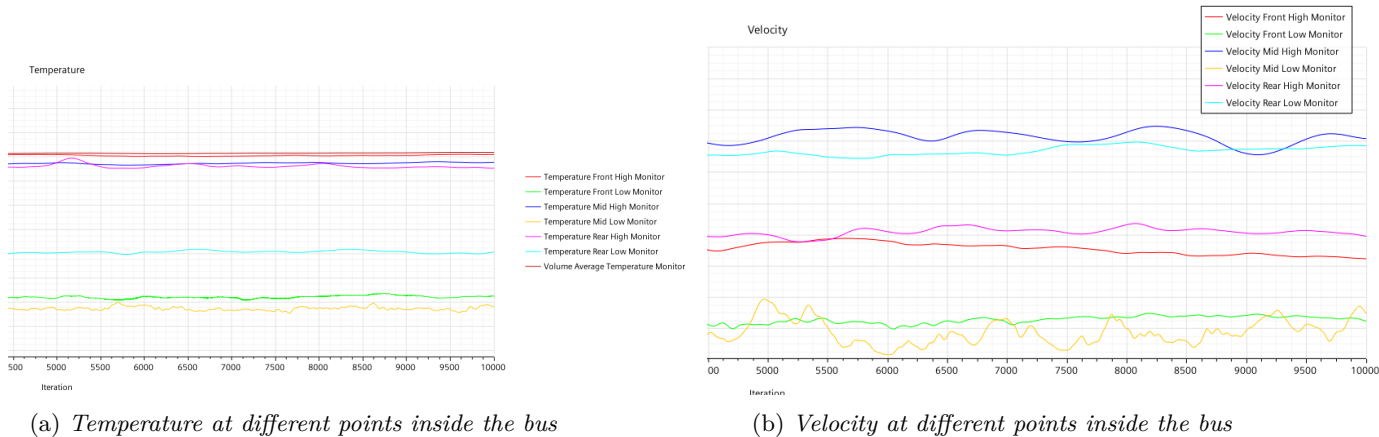 Temperature
500 5000 5500 6000 6500 7000 7500 8000 8500 9000 9500 10000
Iteration
Temperature Front High Monitor
Temperature Front Low Monitor
Temperature Mid High Monitor
Temperature Mid Low Monitor
Temperature Rear High Monitor
Temperature Rear Low Monitor
Volume Average Temperature Monitor
(a) Temperature at different points inside the bus
Velocity
Velocity Front High Monitor
Velocity Front Low Monitor
Velocity Mid High Monitor
Velocity Mid Low Monitor
Velocity Rear High Monitor
Velocity Rear Low Monitor
00 5000 5500 6000 6500 7000 7500 8000 8500 9000 9500 10000
Iteration
(b) Velocity at different points inside the bus